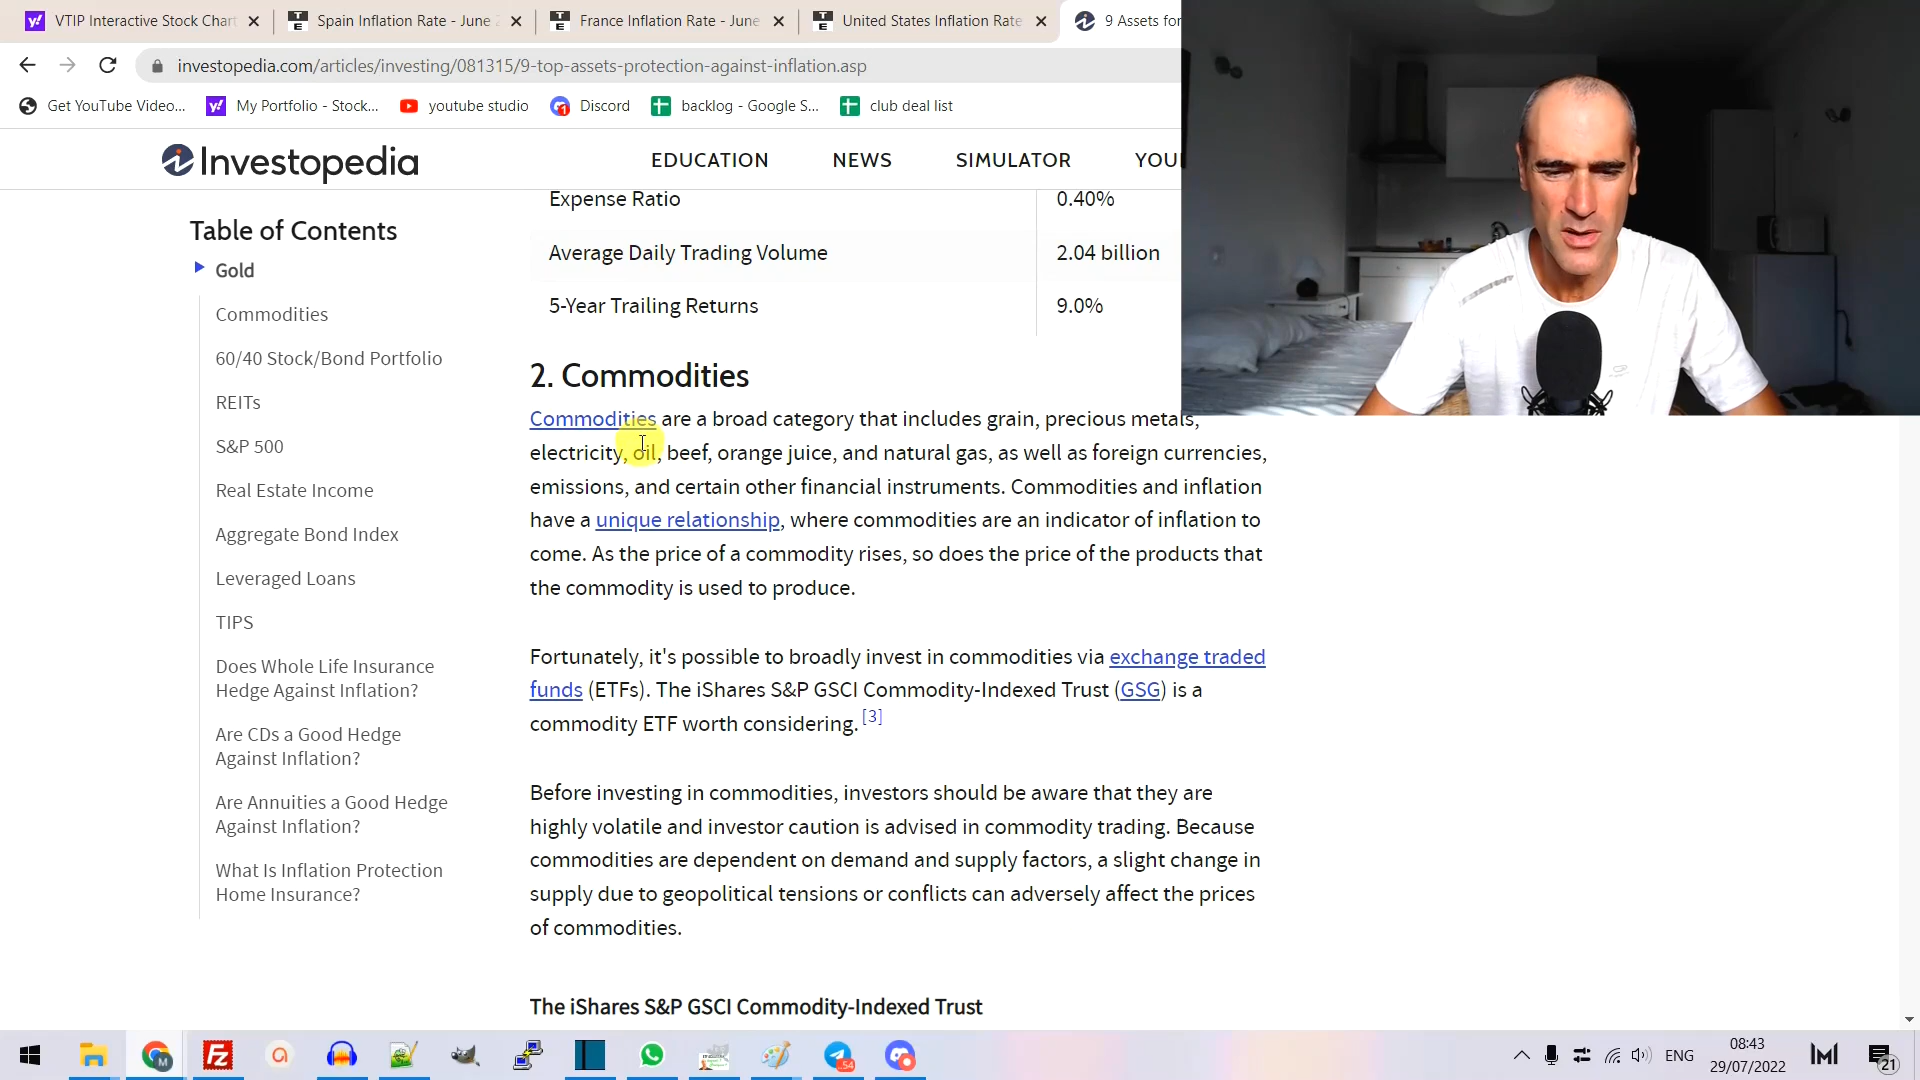 VTIP Interactive Stock Chart
Spain Inflation Rate - June
France Inflation Rate - June
United States Inflation Rate
9 Assets for
investopedia.com/articles/investing/081315/9-top-assets-protection-against-inflation.asp
Get YouTube Video...
My Portfolio - Stock...
youtube studio
Discord
backlog - Google S...
club deal list
Investopedia
EDUCATION
NEWS
SIMULATOR
YOU
Table of Contents
Gold
Commodities
60/40 Stock/Bond Portfolio
REITs
S&P 500
Real Estate Income
Aggregate Bond Index
Leveraged Loans
TIPS
Does Whole Life Insurance
Hedge Against Inflation?
Are CDs a Good Hedge
Against Inflation?
Are Annuities a Good Hedge
Against Inflation?
What Is Inflation Protection
Home Insurance?
Expense Ratio 0.40%
Average Daily Trading Volume 2.04 billion
5-Year Trailing Returns 9.0%
2. Commodities
Commodities are a broad category that includes grain, precious metals,
electricity, oil, beef, orange juice, and natural gas, as well as foreign currencies,
emissions, and certain other financial instruments. Commodities and inflation
have a unique relationship, where commodities are an indicator of inflation to
come. As the price of a commodity rises, so does the price of the products that
the commodity is used to produce.
Fortunately, it's possible to broadly invest in commodities via exchange traded
funds (ETFs). The iShares S&P GSCI Commodity-Indexed Trust (GSG) is a
commodity ETF worth considering. [3]
Before investing in commodities, investors should be aware that they are
highly volatile and investor caution is advised in commodity trading. Because
commodities are dependent on demand and supply factors, a slight change in
supply due to geopolitical tensions or conflicts can adversely affect the prices
of commodities.
The iShares S&P GSCI Commodity-Indexed Trust
ENG
08:43
29/07/2022
21